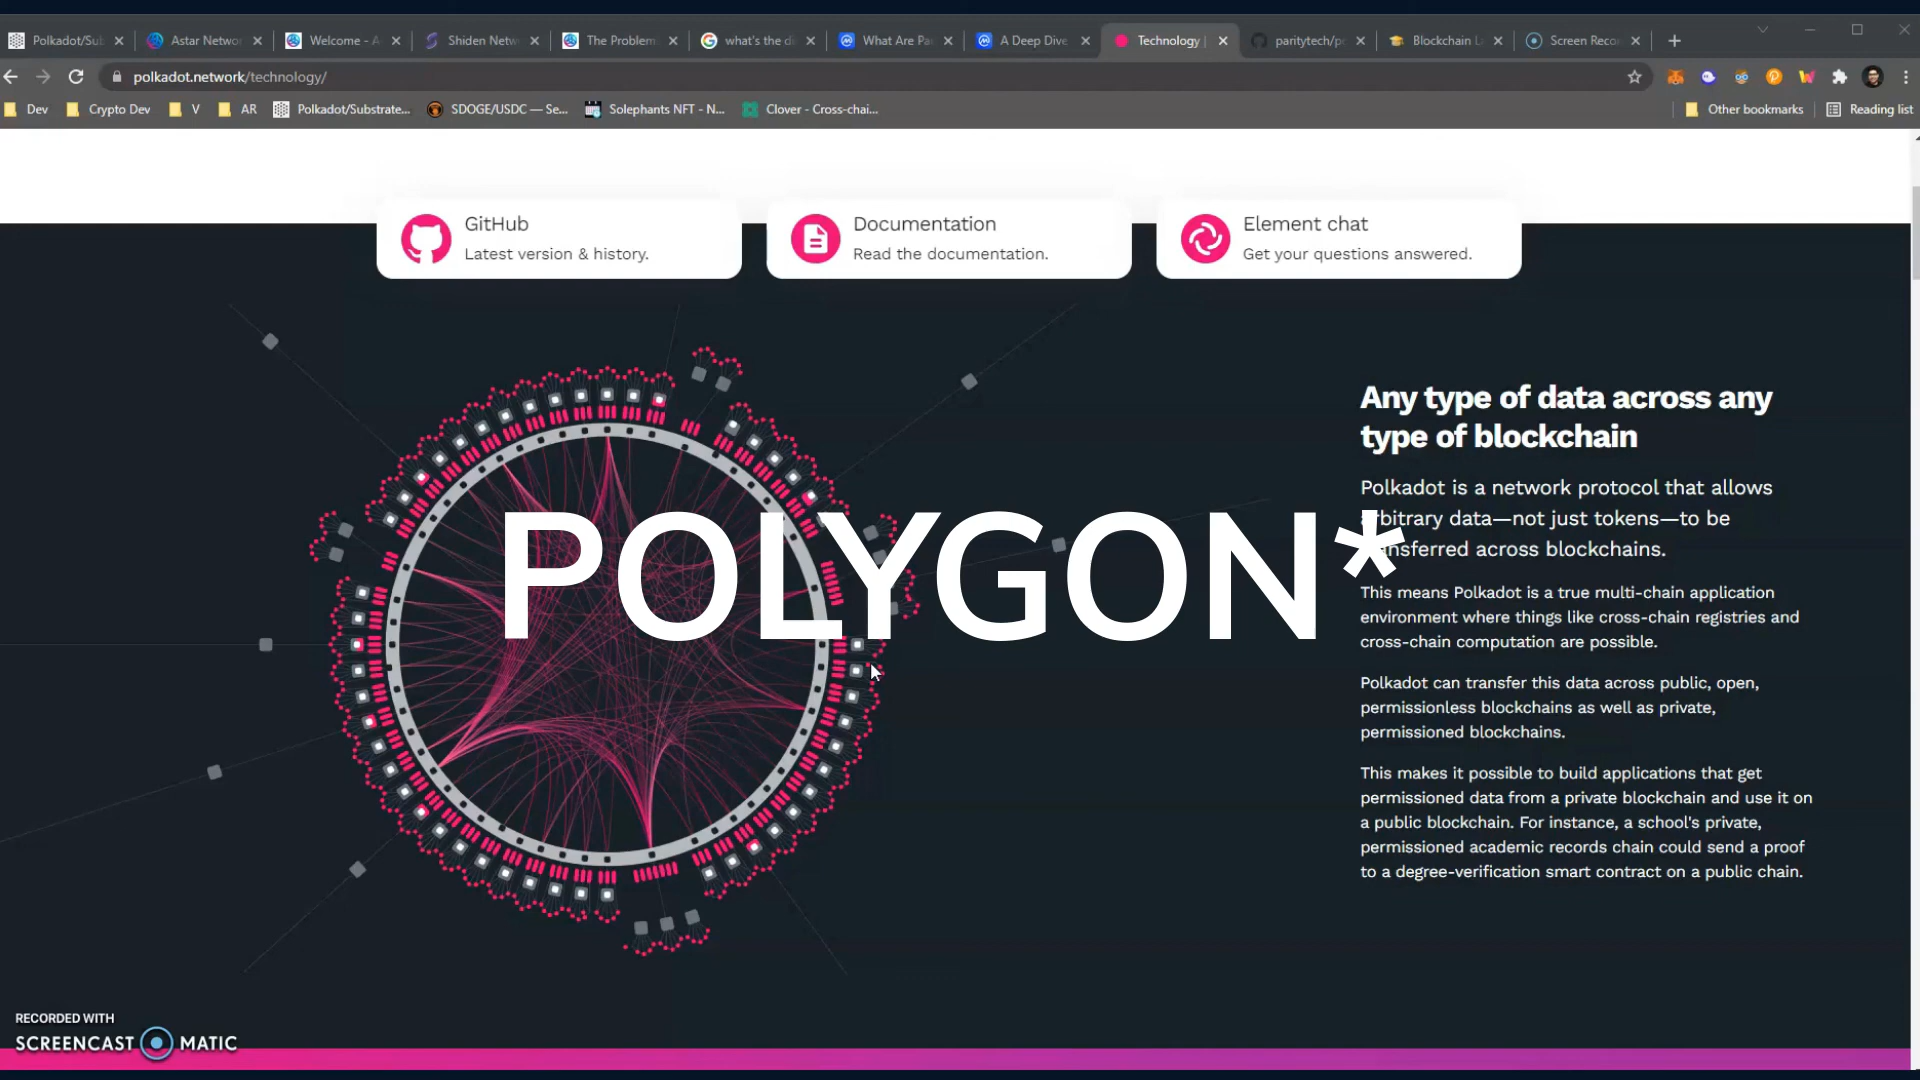 Polkadot/Sub
Astar Networ
Welcome - A
Shiden Netw
The Problem
what's the di
What Are Pa
A Deep Dive
Technology |
paritytech/po
Blockchain L
Screen Reco
polkadot.network/technology/
Dev
Crypto Dev
V
AR
Polkadot/Substrate...
SDOGE/USDC — Se...
Solephants NFT - N...
Clover - Cross-chai...
Other bookmarks
Reading list
GitHub
Latest version & history.
Documentation
Read the documentation.
Element chat
Get your questions answered.
Any type of data across any
type of blockchain
Polkadot is a network protocol that allows
arbitrary data—not just tokens—to be
transferred across blockchains.
POLYGON*
This means Polkadot is a true multi-chain application
environment where things like cross-chain registries and
cross-chain computation are possible.
Polkadot can transfer this data across public, open,
permissionless blockchains as well as private,
permissioned blockchains.
This makes it possible to build applications that get
permissioned data from a private blockchain and use it on
a public blockchain. For instance, a school's private,
permissioned academic records chain could send a proof
to a degree-verification smart contract on a public chain.
RECORDED WITH
SCREENCAST MATIC